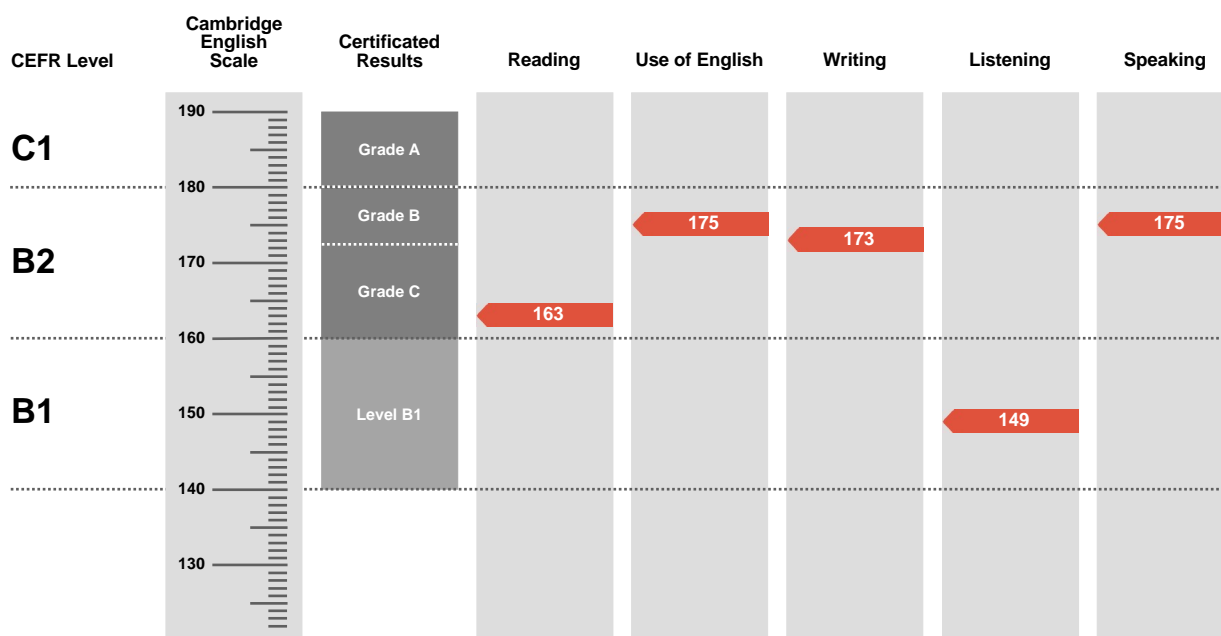 CEFR Level
Cambridge
English
Scale
Certificated
Results
Reading
Use of English
Writing
Listening
Speaking
190
C1
Grade A
180
Grade B
175
175
173
B2
170
Grade C
163
160
B1
150
Level B1
149
140
130